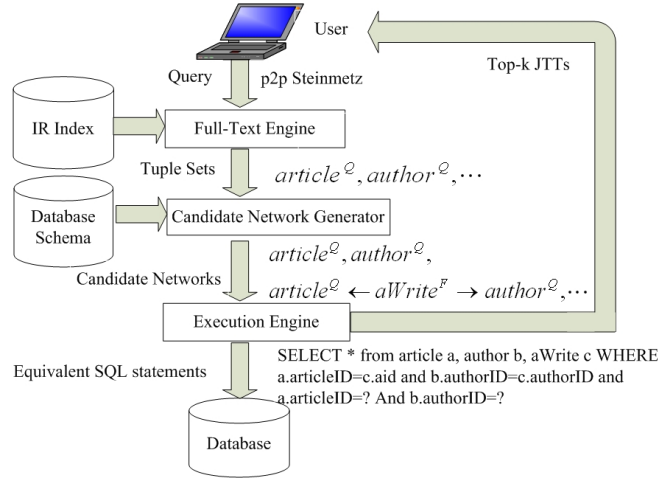 User
Query p2p Steinmetz
Top-k JTTs
IR Index
Full-Text Engine
Tuple Sets
article^Q, author^Q, ⋯
Database
Schema
Candidate Network Generator
Candidate Networks
article^Q, author^Q,
article^Q ← aWrite^F → author^Q, ⋯
Execution Engine
Equivalent SQL statements
SELECT * from article a, author b, aWrite c WHERE
a.articleID=c.aid and b.authorID=c.authorID and
a.articleID=? And b.authorID=?
Database